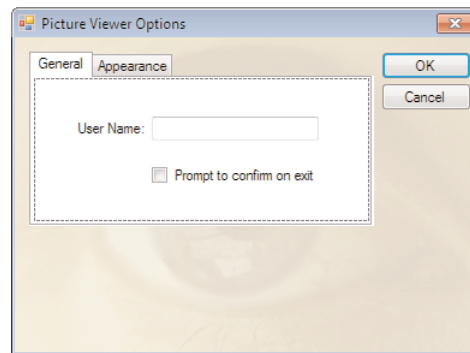 Picture Viewer Options
General Appearance
OK
Cancel
User Name:
Prompt to confirm on exit